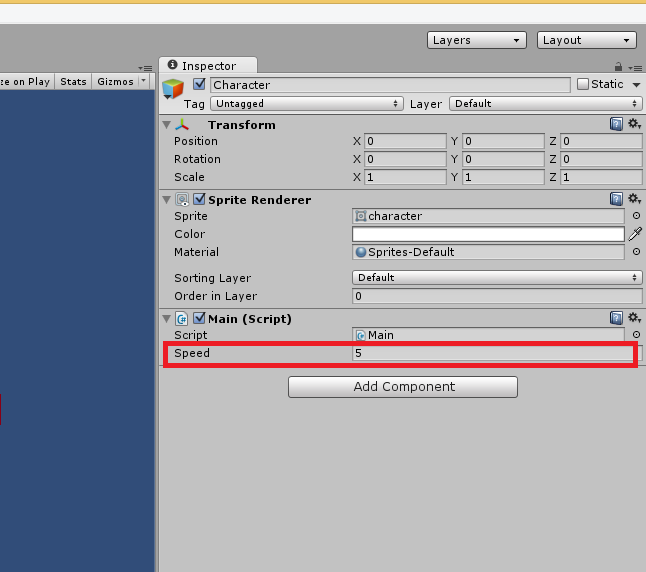 Layers Layout
Inspector
ze on Play Stats Gizmos
Character Static
Tag Untagged Layer Default
Transform
Position X 0 Y 0 Z 0
Rotation X 0 Y 0 Z 0
Scale X 1 Y 1 Z 1
Sprite Renderer
Sprite character
Color
Material Sprites-Default
Sorting Layer Default
Order in Layer 0
C# Main (Script)
Script C# Main
Speed 5
Add Component